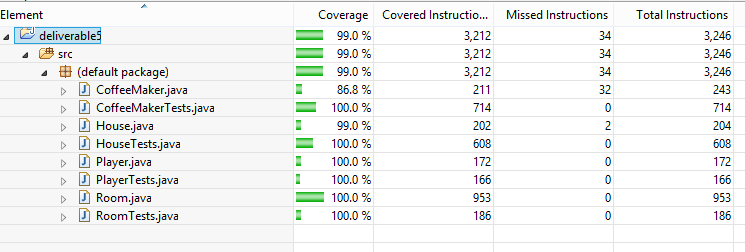 Element Coverage Covered Instructio... Missed Instructions Total Instructions
deliverable5 99.0 % 3,212 34 3,246
src 99.0 % 3,212 34 3,246
(default package) 99.0 % 3,212 34 3,246
CoffeeMaker.java 86.8 % 211 32 243
CoffeeMakerTests.java 100.0 % 714 0 714
House.java 99.0 % 202 2 204
HouseTests.java 100.0 % 608 0 608
Player.java 100.0 % 172 0 172
PlayerTests.java 100.0 % 166 0 166
Room.java 100.0 % 953 0 953
RoomTests.java 100.0 % 186 0 186